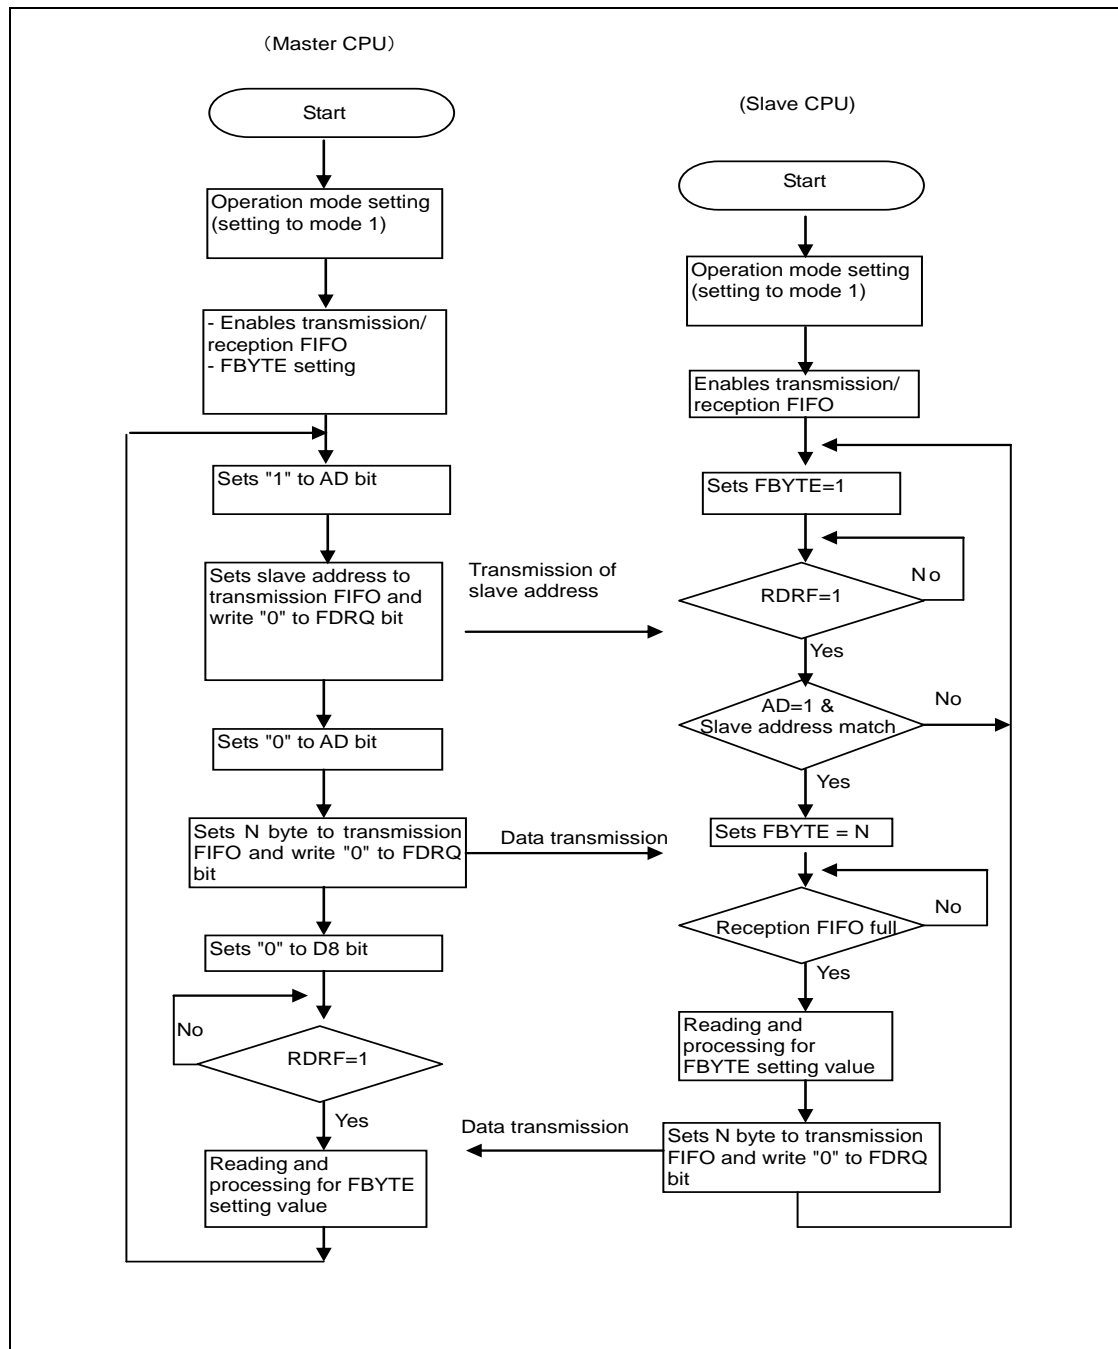 （Master CPU）
Start
Operation mode setting
(setting to mode 1)
- Enables transmission/
reception FIFO
- FBYTE setting
Sets "1" to AD bit
Sets slave address to
transmission FIFO and
write "0" to FDRQ bit
Transmission of
slave address
Sets "0" to AD bit
Sets N byte to transmission
FIFO and write "0" to FDRQ
bit
Data transmission
Sets "0" to D8 bit
No
RDRF=1
Yes
Reading and
processing for FBYTE
setting value
(Slave CPU)
Start
Operation mode setting
(setting to mode 1)
Enables transmission/
reception FIFO
Sets FBYTE=1
RDRF=1
No
Yes
AD=1 &
Slave address match
No
Yes
Sets FBYTE = N
Reception FIFO full
No
Yes
Reading and
processing for
FBYTE setting value
Sets N byte to transmission
FIFO and write "0" to FDRQ
bit
Data transmission